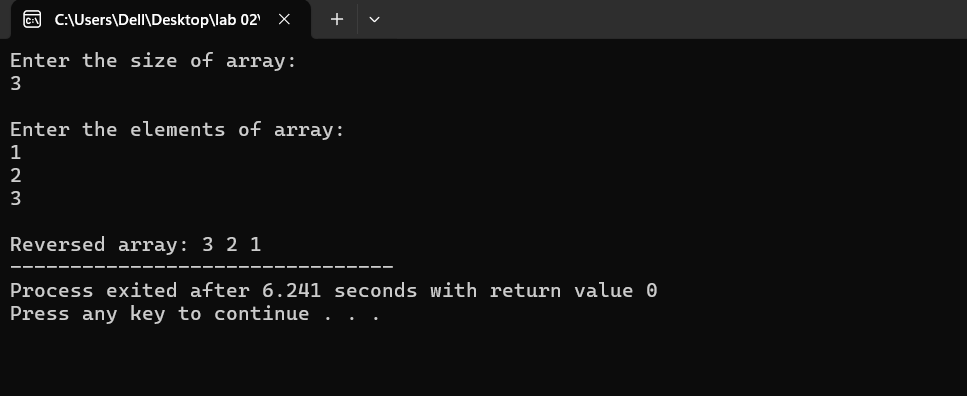 C:\Users\Dell\Desktop\lab 02'
Enter the size of array:
3
Enter the elements of array:
1
2
3
Reversed array: 3 2 1
--------------------------------
Process exited after 6.241 seconds with return value 0
Press any key to continue . . .